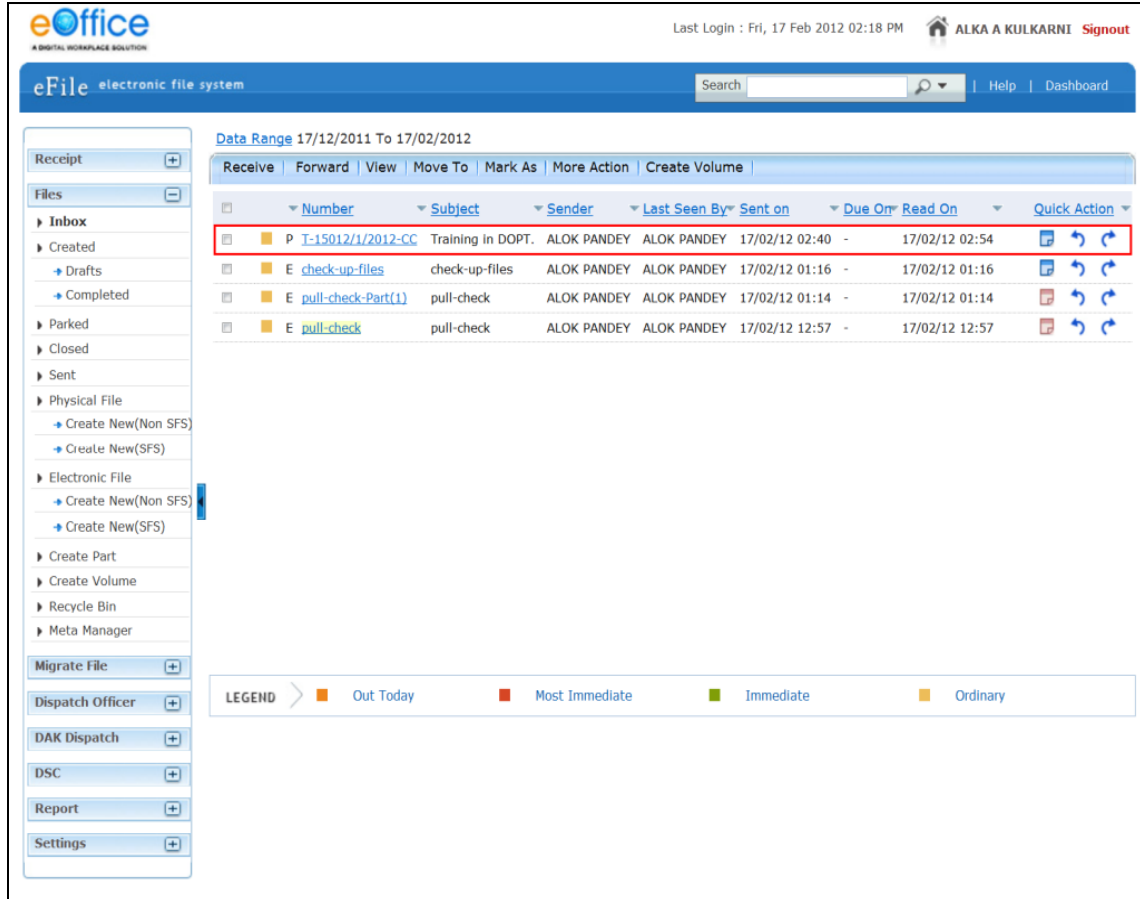 eOffice
A DIGITAL WORKPLACE SOLUTION
Last Login : Fri, 17 Feb 2012 02:18 PM ALKA A KULKARNI Signout
eFile electronic file system Search | Help | Dashboard
Data Range 17/12/2011 To 17/02/2012
Receive | Forward | View | Move To | Mark As | More Action | Create Volume |
Number Subject Sender Last Seen By Sent on Due On Read On Quick Action
P T-15012/1/2012-CC Training in DOPT. ALOK PANDEY ALOK PANDEY 17/02/12 02:40 - 17/02/12 02:54
E check-up-files check-up-files ALOK PANDEY ALOK PANDEY 17/02/12 01:16 - 17/02/12 01:16
E pull-check-Part(1) pull-check ALOK PANDEY ALOK PANDEY 17/02/12 01:14 - 17/02/12 01:14
E pull-check pull-check ALOK PANDEY ALOK PANDEY 17/02/12 12:57 - 17/02/12 12:57
Receipt
Files
Inbox
Created
Drafts
Completed
Parked
Closed
Sent
Physical File
Create New(Non SFS)
Create New(SFS)
Electronic File
Create New(Non SFS)
Create New(SFS)
Create Part
Create Volume
Recycle Bin
Meta Manager
Migrate File
Dispatch Officer
DAK Dispatch
DSC
Report
Settings
LEGEND Out Today Most Immediate Immediate Ordinary